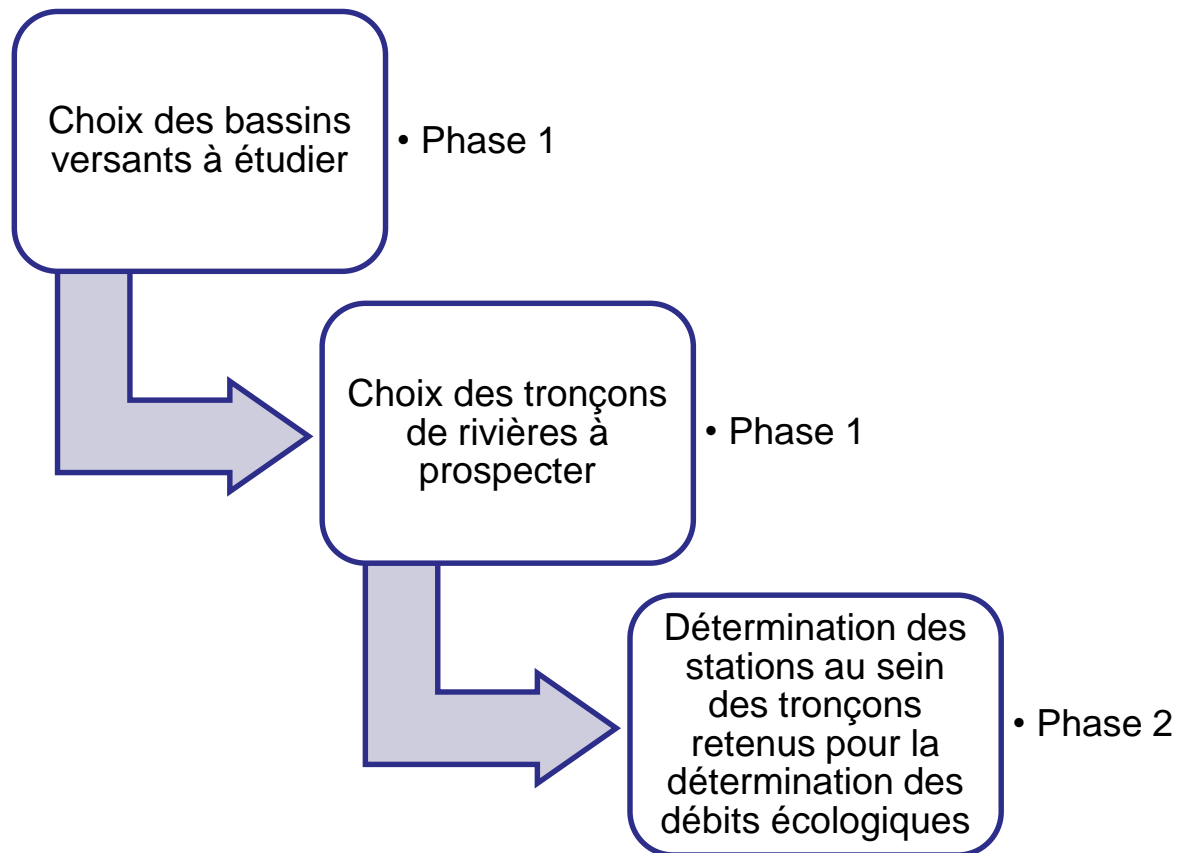 Choix des bassins
versants à étudier
• Phase 1
Choix des tronçons
de rivières à
prospecter
• Phase 1
Détermination des
stations au sein
des tronçons
retenus pour la
détermination des
débits écologiques
• Phase 2